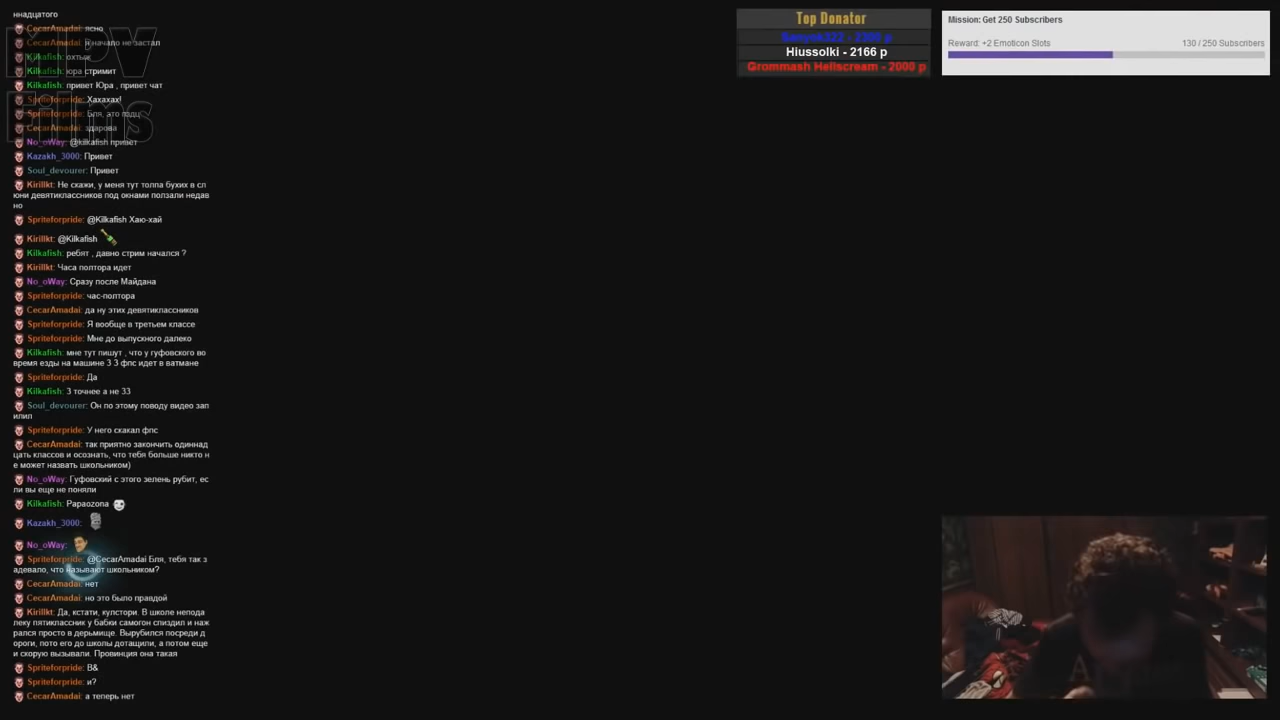 ннадцатого
CecarAmadai: ясно
CecarAmadai: я начало не застал
Kilkafish: охтыж
Kilkafish: юра стримит
Kilkafish: привет Юра , привет чат
Spriteforpride: Хахахах!
Spriteforpride: Бля, это пздц
CecarAmadai: здарова
No_oWay: @kilkafish привет
Kazakh_3000: Привет
Soul_devourer: Привет
Kirillkt: Не скажи, у меня тут толпа бухих в сл
юни девятиклассников под окнами ползали недав
но
Spriteforpride: @Kilkafish Хаю-хай
Kirillkt: @Kilkafish
Kilkafish: ребят , давно стрим начался ?
Kirillkt: Часа полтора идет
No_oWay: Сразу после Майдана
Spriteforpride: час-полтора
CecarAmadai: да ну этих девятиклассников
Spriteforpride: Я вообще в третьем классе
Spriteforpride: Мне до выпускного далеко
Kilkafish: мне тут пишут , что у гуфовского во
время езды на машине 3 3 фпс идет в ватмане
Spriteforpride: Да
Kilkafish: 3 точнее а не 33
Soul_devourer: Он по этому поводу видео зап
илил
Spriteforpride: У него скакал фпс
CecarAmadai: так приятно закончить одиннад
цать классов и осознать, что тебя больше никто н
е может назвать школьником)
No_oWay: Гуфовский с этого зелень рубит, ес
ли вы еще не поняли
Kilkafish: Papaozona
Kazakh_3000:
No_oWay:
Spriteforpride: @CecarAmadai Бля, тебя так з
адевало, что называют школьником?
CecarAmadai: нет
CecarAmadai: но это было правдой
Kirillkt: Да, кстати, кулстори. В школе непода
леку пятиклассник у бабки самогон спиздил и наж
рался просто в дерьмище. Вырубился посреди д
ороги, пото его до школы дотащили, а потом еще
и скорую вызывали. Провинция она такая
Spriteforpride: В&
Spriteforpride: и?
CecarAmadai: а теперь нет
Films
Top Donator
Hiussolki - 2166 р
Grommash Hellscream - 2000 р
Mission: Get 250 Subscribers
Reward: +2 Emoticon Slots
130 / 250 Subscribers